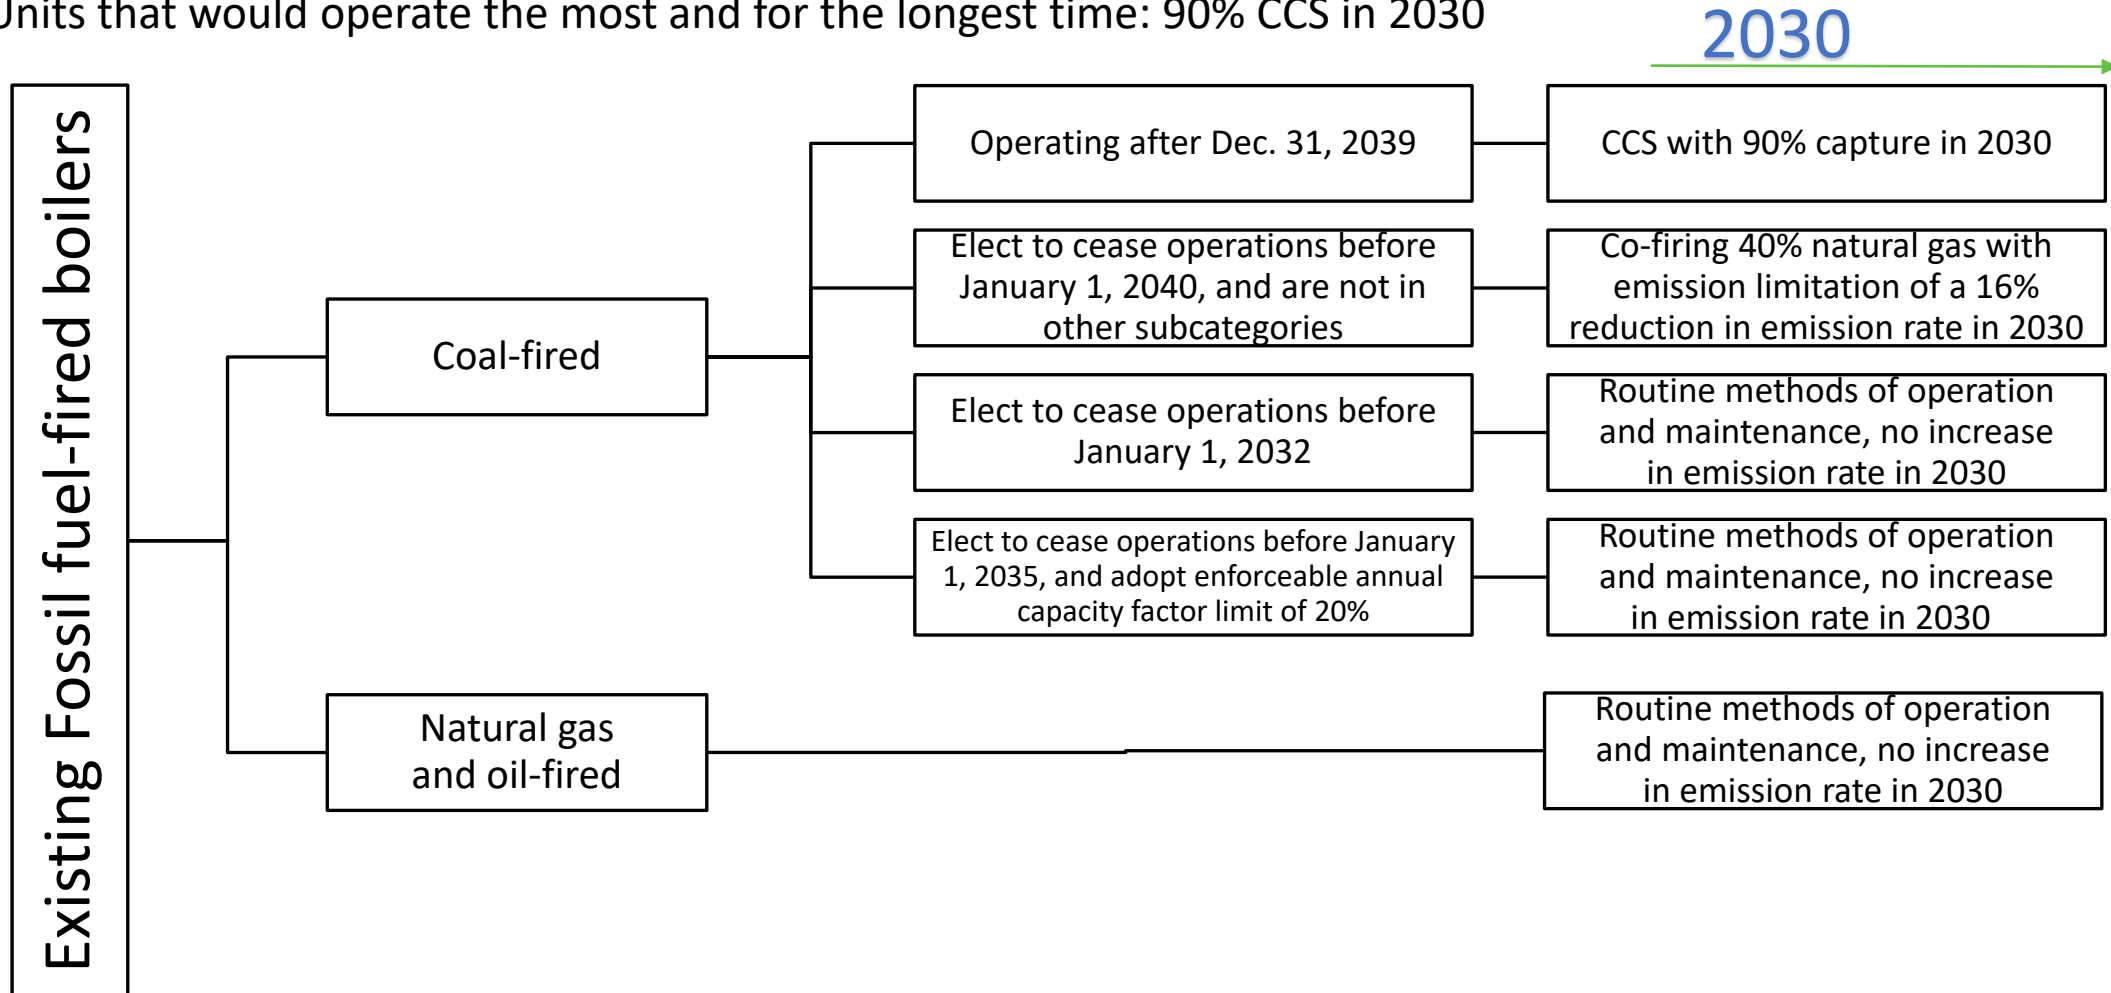 Units that would operate the most and for the longest time: 90% CCS in 2030
2030
Existing Fossil fuel-fired boilers
Coal-fired
Operating after Dec. 31, 2039
CCS with 90% capture in 2030
Elect to cease operations before
January 1, 2040, and are not in
other subcategories
Co-firing 40% natural gas with
emission limitation of a 16%
reduction in emission rate in 2030
Elect to cease operations before
January 1, 2032
Routine methods of operation
and maintenance, no increase
in emission rate in 2030
Elect to cease operations before January
1, 2035, and adopt enforceable annual
capacity factor limit of 20%
Routine methods of operation
and maintenance, no increase
in emission rate in 2030
Natural gas
and oil-fired
Routine methods of operation
and maintenance, no increase
in emission rate in 2030